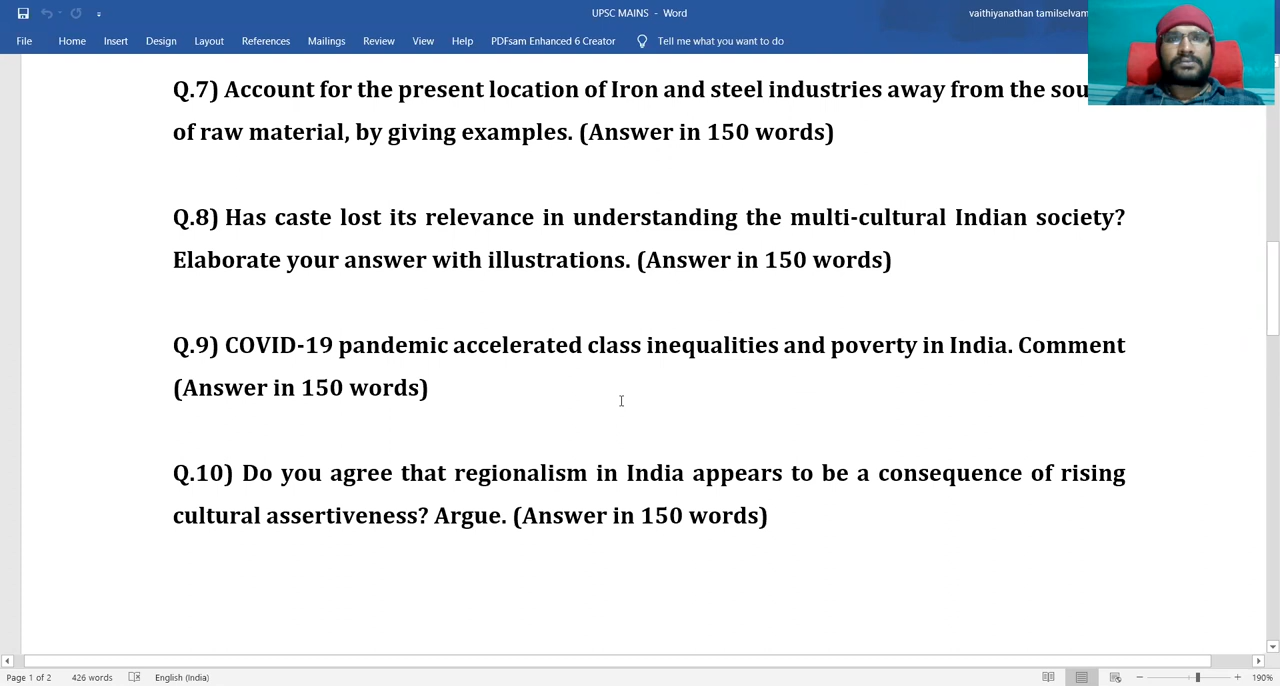 UPSC MAINS - Word
vaithiyanathan tamilselvam
File Home Insert Design Layout References Mailings Review View Help PDFsam Enhanced 6 Creator Tell me what you want to do
Q.7) Account for the present location of Iron and steel industries away from the
of raw material, by giving examples. (Answer in 150 words)
Q.8) Has caste lost its relevance in understanding the multi-cultural Indian society?
Elaborate your answer with illustrations. (Answer in 150 words)
Q.9) COVID-19 pandemic accelerated class inequalities and poverty in India. Comment
(Answer in 150 words)
Q.10) Do you agree that regionalism in India appears to be a consequence of rising
cultural assertiveness? Argue. (Answer in 150 words)
Page 1 of 2 426 words English (India) 190%